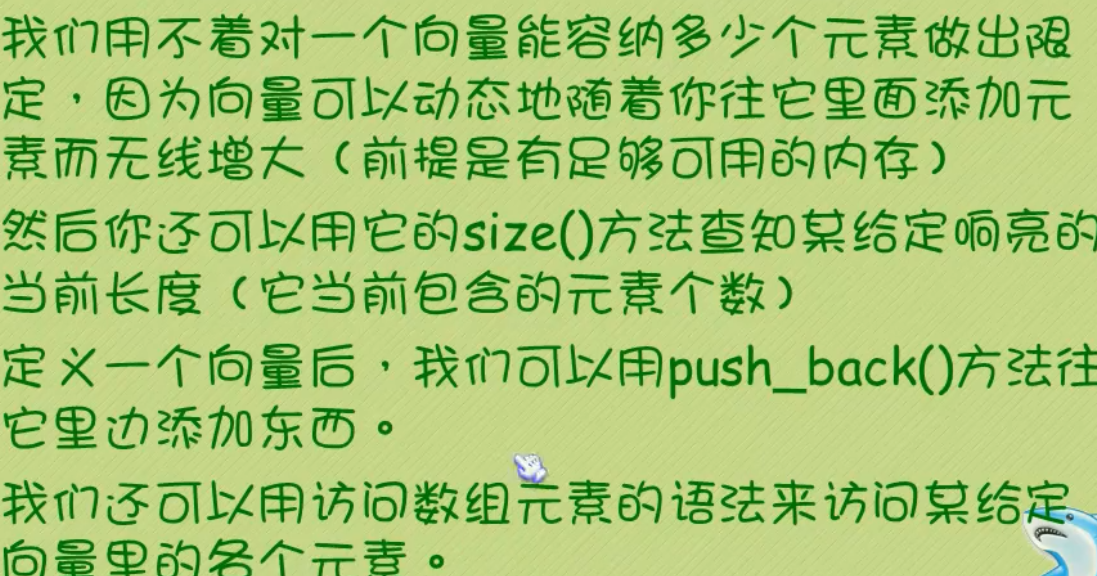 我们用不着对一个向量能容纳多少个元素做出限
定，因为向量可以动态地随着你往它里面添加元
素而无线增大（前提是有足够可用的内存）
然后你还可以用它的size()方法查知某给定响亮的
当前长度（它当前包含的元素个数）
定义一个向量后，我们可以用push_back()方法往
它里边添加东西。
我们还可以用访问数组元素的语法来访问某给定
向量里的各个元素。